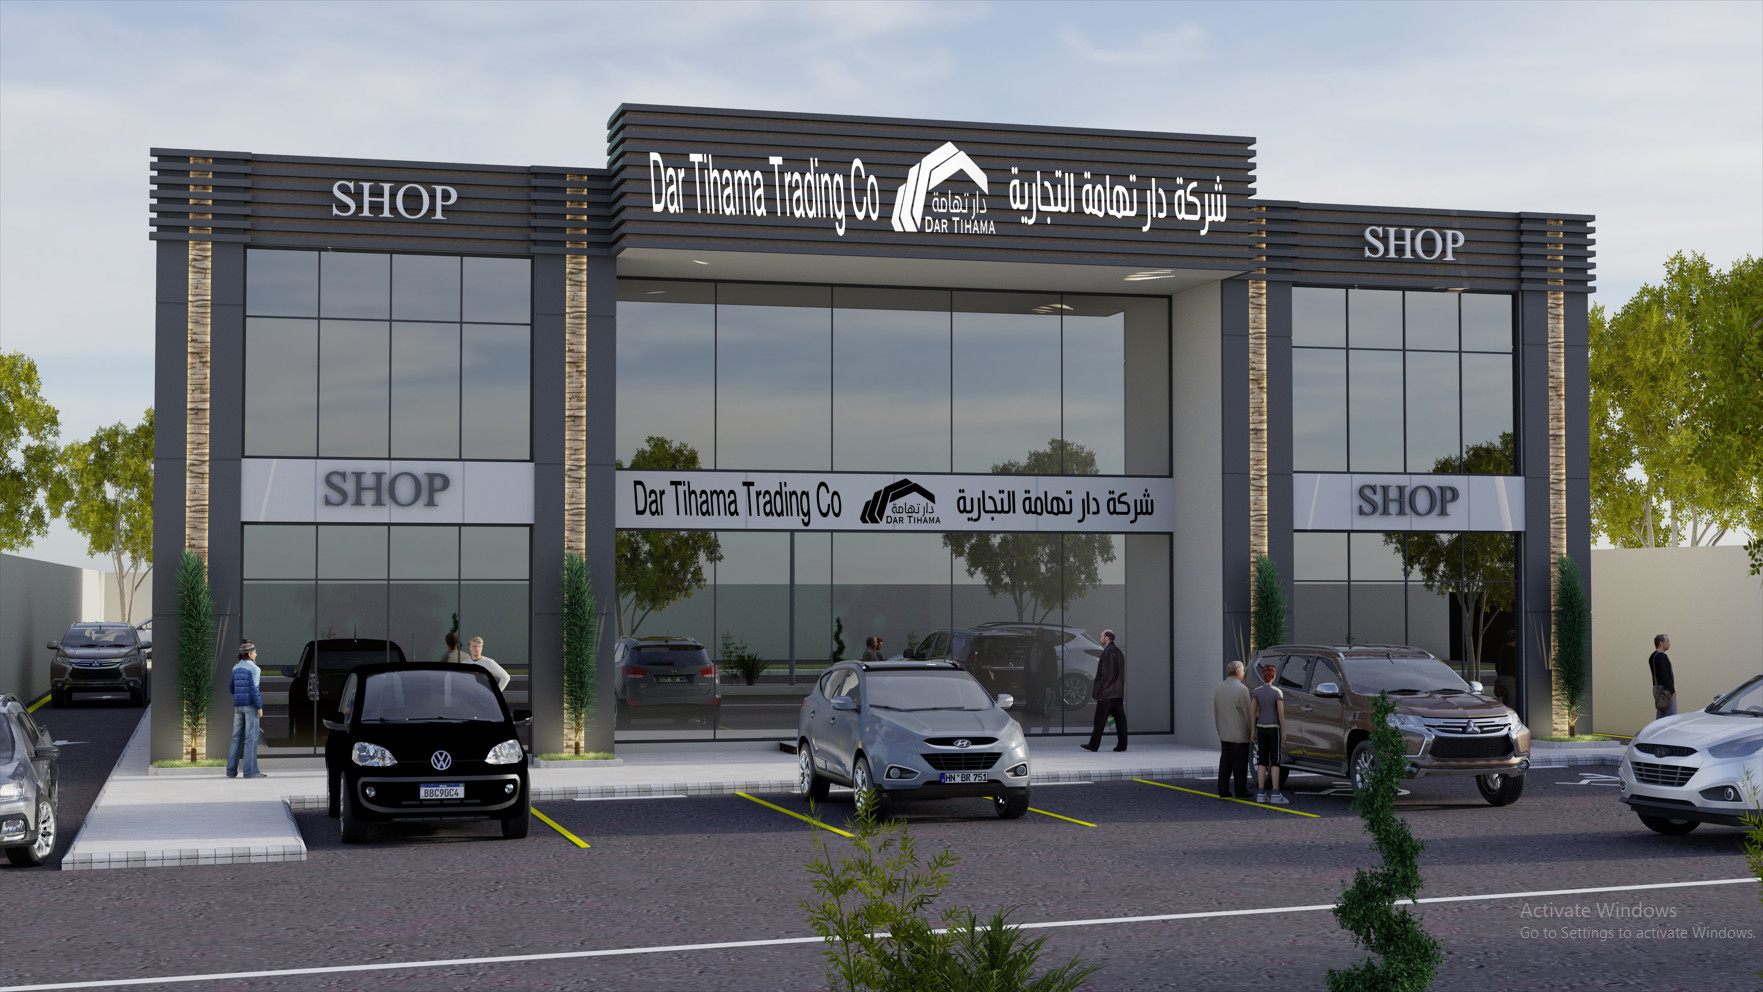 Dar Tihama Trading Co
دار تهامة
DAR TIHAMA
شركة دار تهامة التجارية
SHOP
SHOP
SHOP
Dar Tihama Trading Co
دار تهامة
DAR TIHAMA
شركة دار تهامة التجارية
SHOP
BBC90C4
HN BR 751
Activate Windows
Go to Settings to activate Windows.